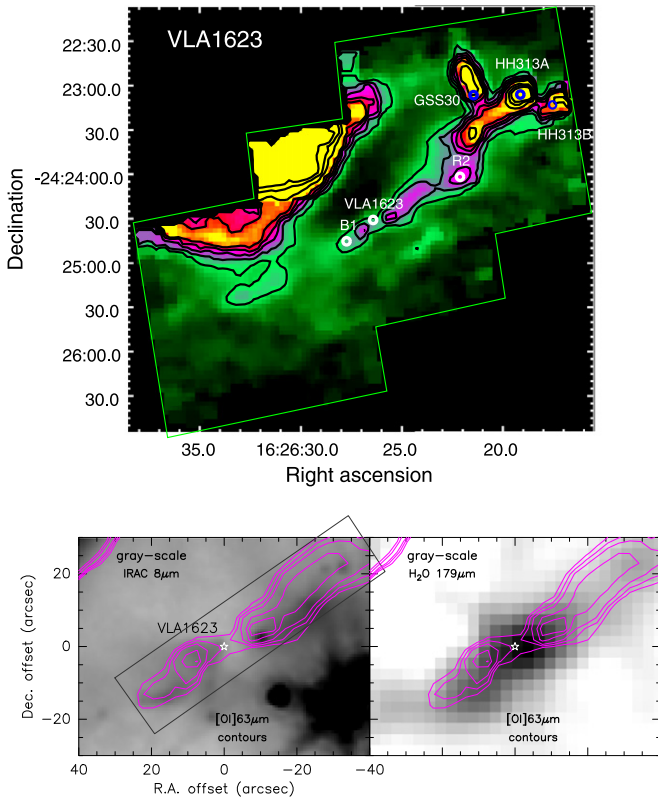 VLA1623
22:30.0
23:00.0
30.0
-24:24:00.0
30.0
25:00.0
30.0
26:00.0
30.0
Declination
HH313A
GSS30
HH313B
R2
VLA1623
B1
35.0 16:26:30.0 25.0 20.0
Right ascension
gray-scale
IRAC 8μm
VLA1623
[OI]63μm
contours
gray-scale
H₂O 179μm
[OI]63μm
contours
20
0
−20
Dec. offset (arcsec)
40 20 0 −20 −40
R.A. offset (arcsec)